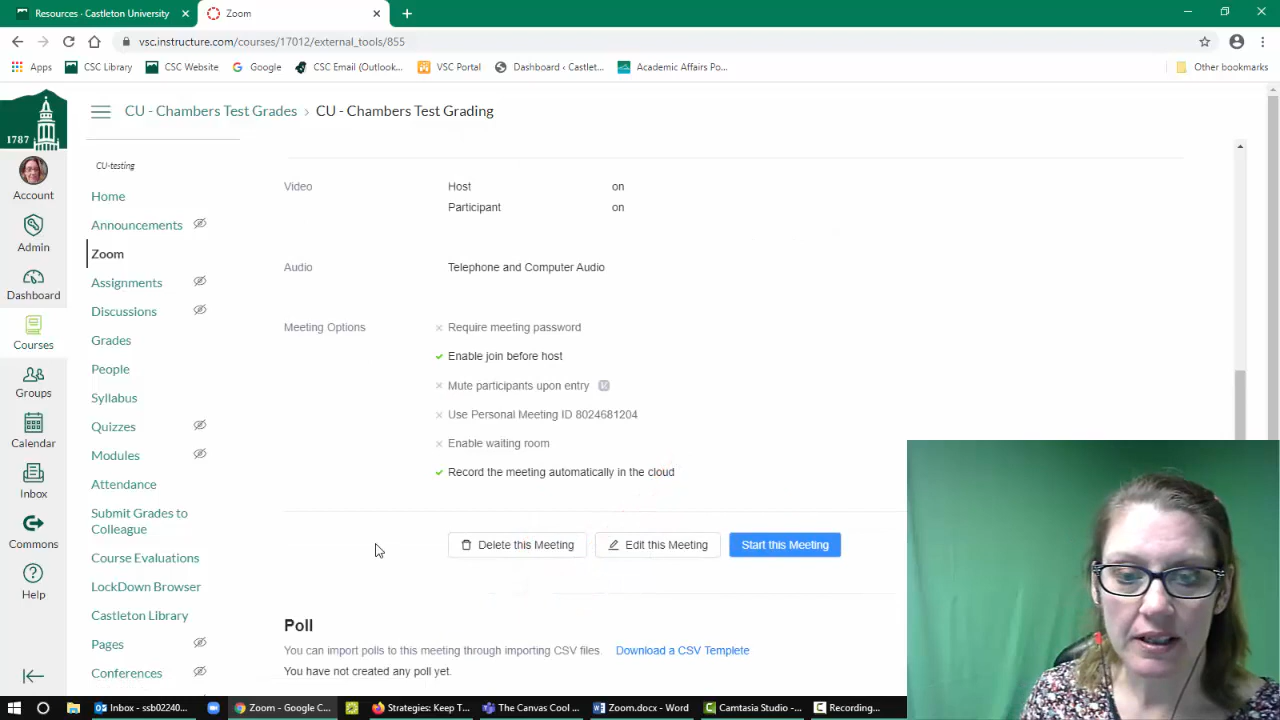 Resources - Castleton University
Zoom
vsc.instructure.com/courses/17012/external_tools/855
Apps
CSC Library
CSC Website
Google
CSC Email (Outlook...
VSC Portal
Dashboard ‹ Castlet...
Academic Affairs Po...
Other bookmarks
1787
CU - Chambers Test Grades › CU - Chambers Test Grading
Account
Admin
Dashboard
Courses
Groups
Calendar
Inbox
Commons
Help
CU-testing
Home
Announcements
Zoom
Assignments
Discussions
Grades
People
Syllabus
Quizzes
Modules
Attendance
Submit Grades to
Colleague
Course Evaluations
LockDown Browser
Castleton Library
Pages
Conferences
Video Host on
Participant on
Audio Telephone and Computer Audio
Meeting Options × Require meeting password
✓ Enable join before host
× Mute participants upon entry
× Use Personal Meeting ID 8024681204
× Enable waiting room
✓ Record the meeting automatically in the cloud
Delete this Meeting
Edit this Meeting
Start this Meeting
Poll
You can import polls to this meeting through importing CSV files. Download a CSV Templete
You have not created any poll yet.
Inbox - ssb02240...
Zoom - Google C...
Strategies: Keep T...
The Canvas Cool ...
Zoom.docx - Word
Camtasia Studio -...
Recording...